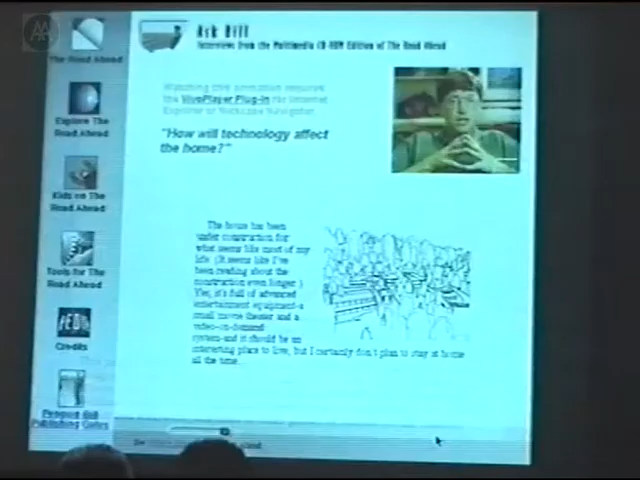 AA
Ask Bill
Interviews from the Multimedia CD-ROM Edition of The Road Ahead
The Road Ahead
Explore The
Road Ahead
Kids on The
Road Ahead
Tools for The
Road Ahead
Credits
Penguin
Publishing
Watching this animation requires
the VivoPlayer Plug-in for Internet
Explorer or Netscape Navigator
"How will technology affect
the home?"
The house has been
under construction for
what seems like most of my
life. (It seems like I've
been reading about the
construction even longer.)
Yes, it's full of advanced
entertainment equipment-a
small movie theater and a
video-on-demand
system-and it should be an
interesting place to live, but I certainly don't plan to stay at home
all the time.